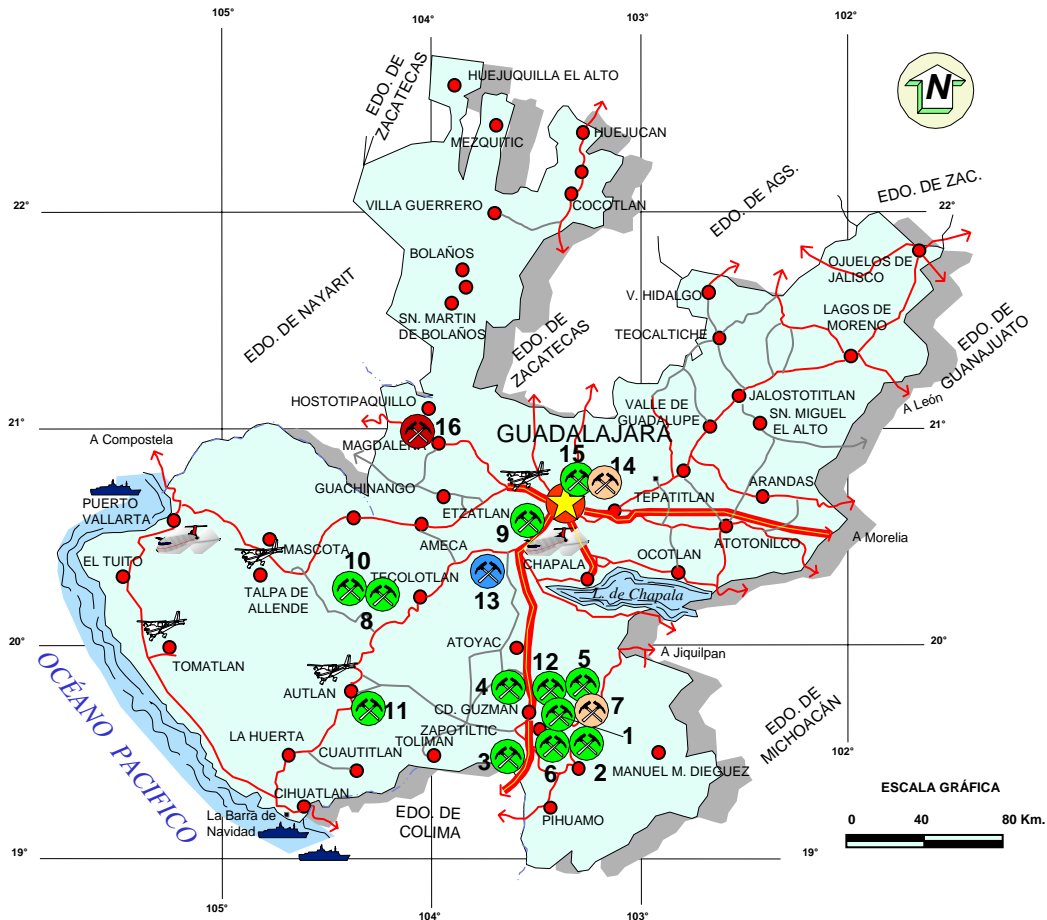 105°
104°
103°
102°
HUEJUQUILLA EL ALTO
EDO. DE
ZACATECAS
N
MEZQUITIC
HUEJUCAN
EDO. DE AGS.
EDO. DE ZAC.
22°
VILLA GUERRERO
COCOTLAN
22°
BOLAÑOS
OJUELOS DE
JALISCO
EDO. DE NAYARIT
V. HIDALGO
SN. MARTIN
DE BOLAÑOS
EDO. DE
ZACATECAS
TEOCALTICHE
LAGOS DE
MORENO
EDO. DE
GUANAJUATO
HOSTOTIPAQUILLO
VALLE DE
GUADALUPE
JALOSTOTITLAN
SN. MIGUEL
EL ALTO
A León
21°
A Compostela
16
MAGDALENA
GUADALAJARA
21°
15
14
GUACHINANGO
ETZATLAN
TEPATITLAN
ARANDAS
PUERTO
VALLARTA
9
ATOTONILCO
A Morelia
EL TUITO
MASCOTA
AMECA
CHAPALA
OCOTLAN
10
TECOLOTLAN
13
TALPA DE
ALLENDE
8
L. de Chapala
20°
TOMATLAN
ATOYAC
20°
A Jiquilpan
OCÉANO PACIFICO
AUTLAN
4
12
5
11
CD. GUZMAN
7
EDO. DE
MICHOACÁN
LA HUERTA
ZAPOTILTIC
1
CUAUTITLAN
TOLIMAN
3
6
2
MANUEL M. DIEGUEZ
102°
CIHUATLAN
ESCALA GRÁFICA
La Barra de
Navidad
EDO. DE
COLIMA
PIHUAMO
0
40
80 Km.
19°
19°
105°
104°
103°